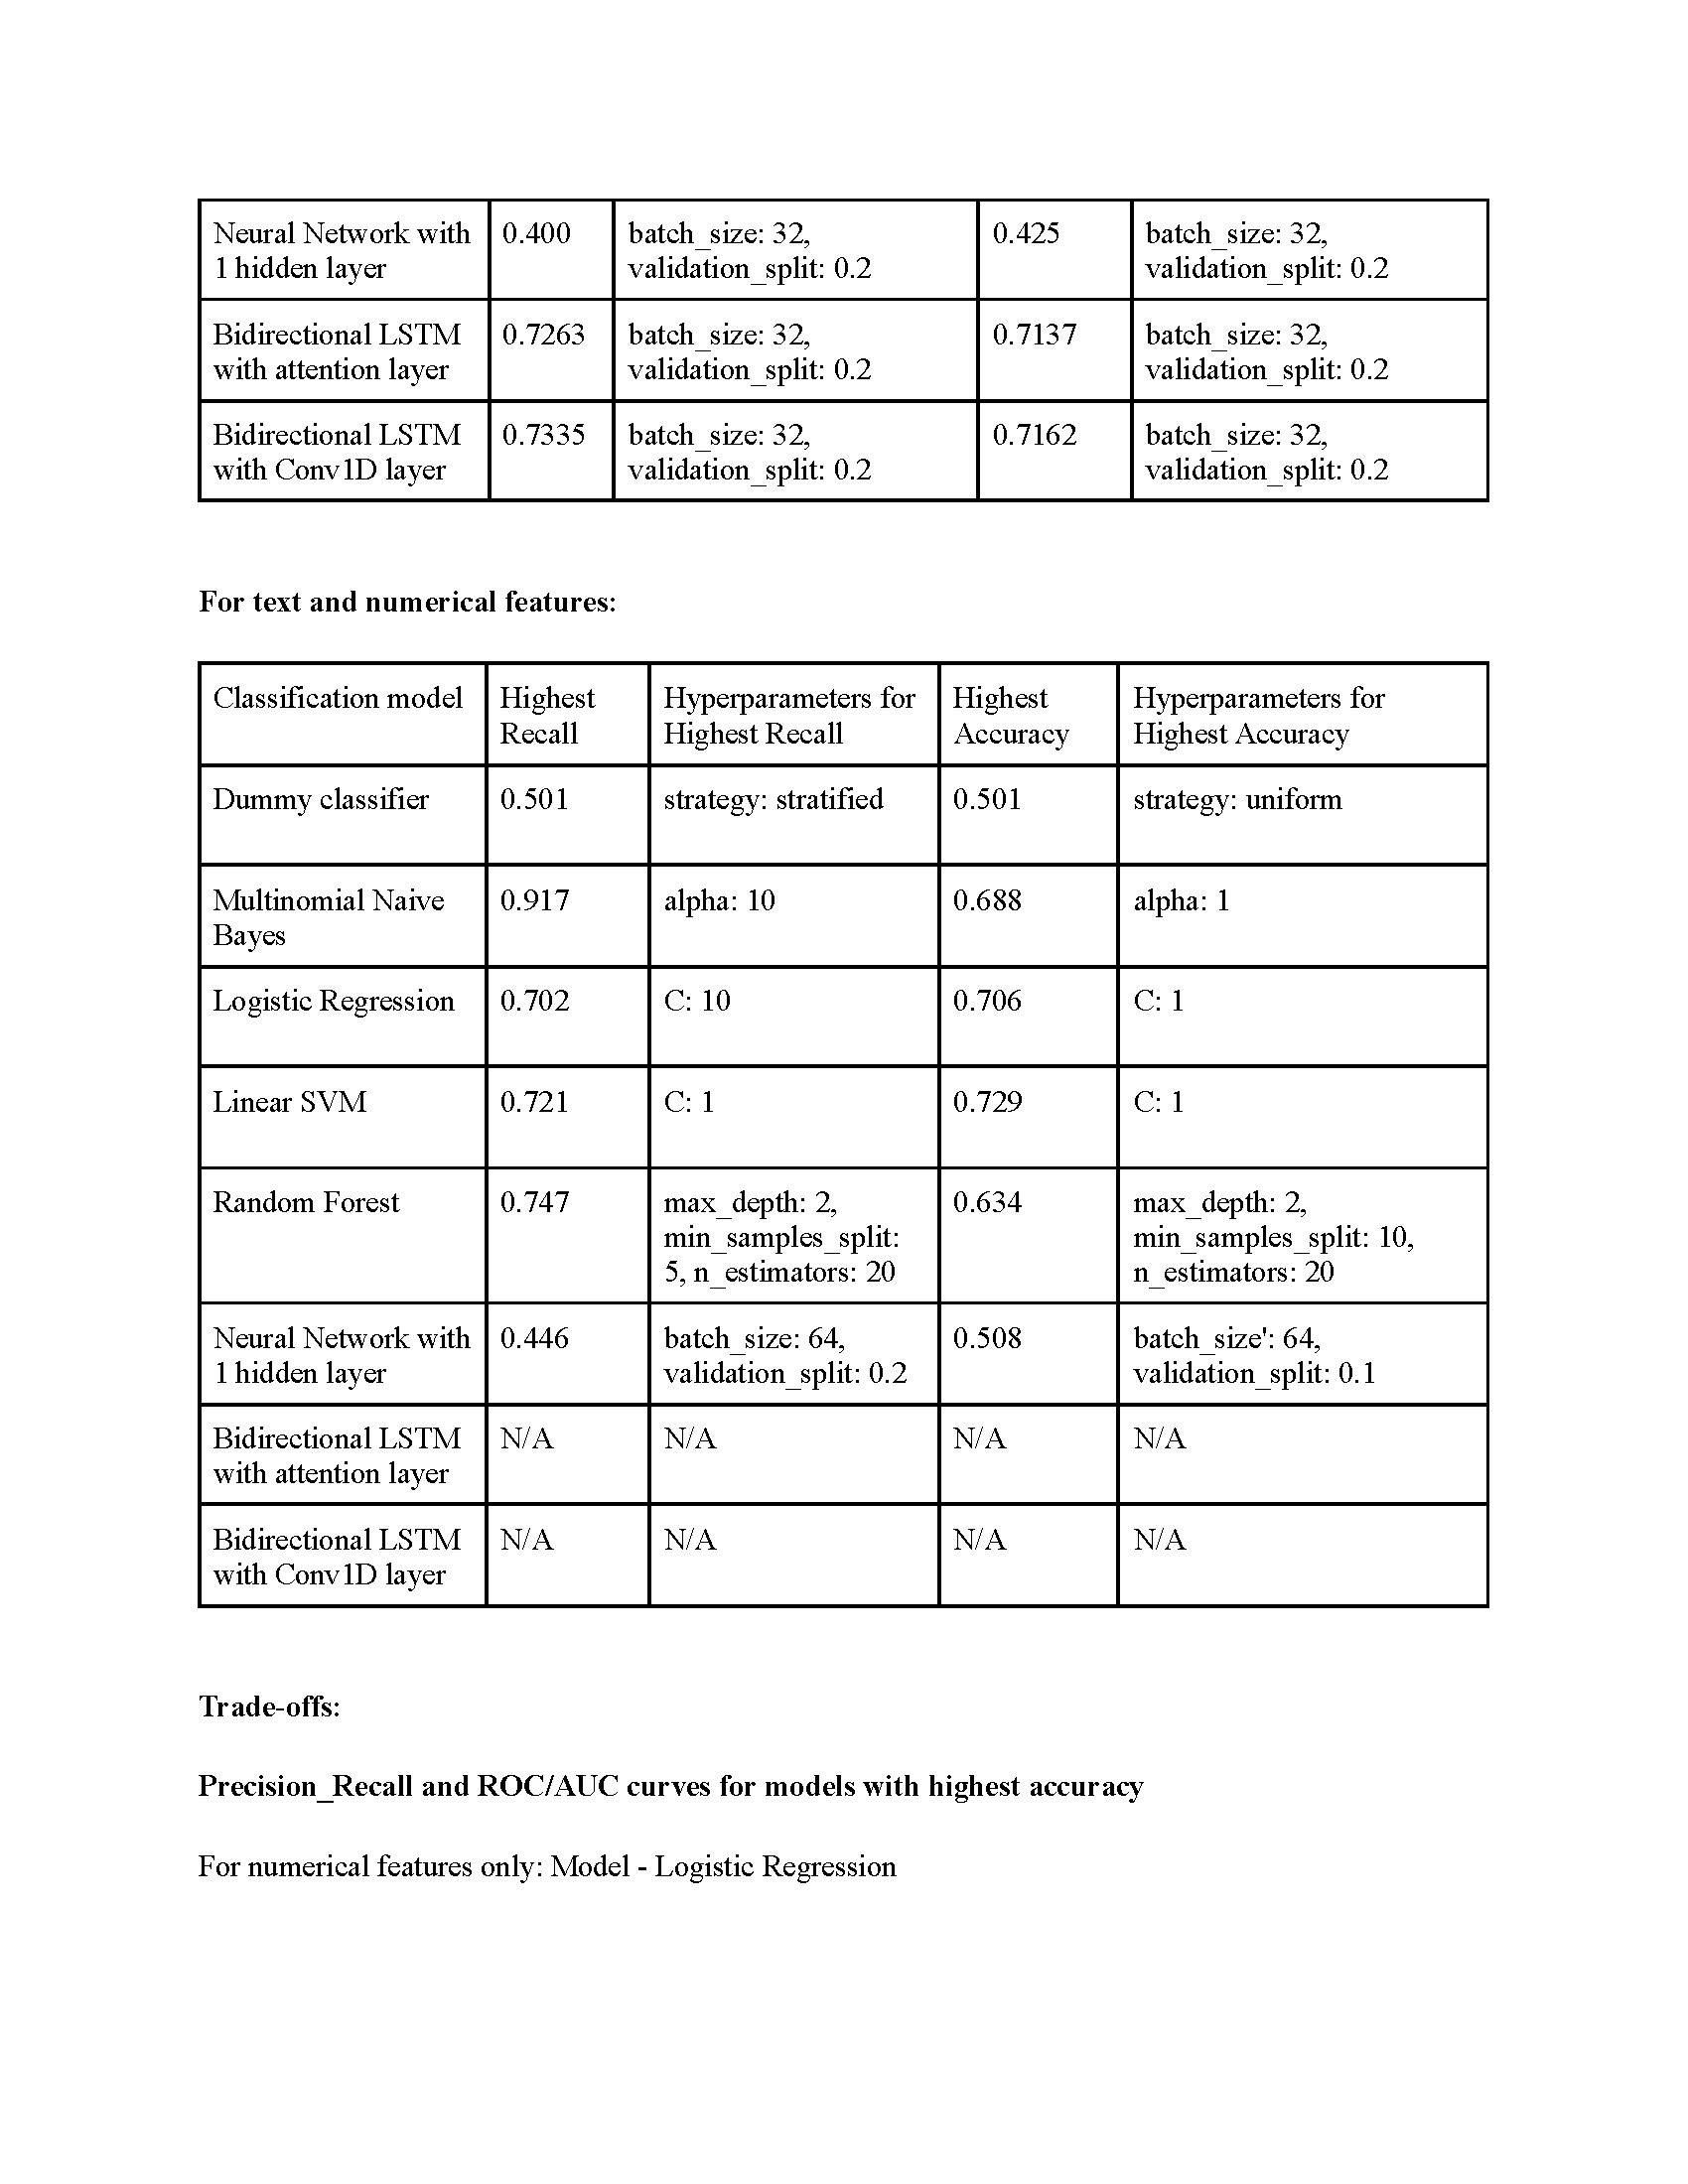 Neural Network with 0.400 batch_size: 32, 0.425 batch_size: 32,
1 hidden layer validation_split: 0.2 validation_split: 0.2
Bidirectional LSTM 0.7263 batch_size: 32, 0.7137 batch_size: 32,
with attention layer validation_split: 0.2 validation_split: 0.2
Bidirectional LSTM 0.7335 batch_size: 32, 0.7162 batch_size: 32,
with Conv1D layer validation_split: 0.2 validation_split: 0.2
For text and numerical features:
Classification model Highest Hyperparameters for Highest Hyperparameters for
Recall Highest Recall Accuracy Highest Accuracy
Dummy classifier 0.501 strategy: stratified 0.501 strategy: uniform
Multinomial Naive 0.917 alpha: 10 0.688 alpha: 1
Bayes
Logistic Regression 0.702 C: 10 0.706 C: 1
Linear SVM 0.721 C: 1 0.729 C: 1
Random Forest 0.747 max_depth: 2, 0.634 max_depth: 2,
min_samples_split: min_samples_split: 10,
5, n_estimators: 20 n_estimators: 20
Neural Network with 0.446 batch_size: 64, 0.508 batch_size': 64,
1 hidden layer validation_split: 0.2 validation_split: 0.1
Bidirectional LSTM N/A N/A N/A N/A
with attention layer
Bidirectional LSTM N/A N/A N/A N/A
with Conv1D layer
Trade-offs:
Precision_Recall and ROC/AUC curves for models with highest accuracy
For numerical features only: Model - Logistic Regression